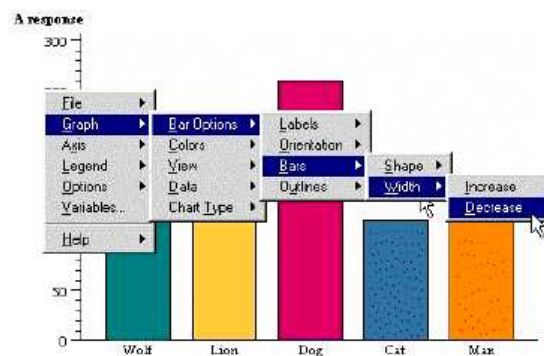 A response
300
File
Graph
Axis
Legend
Options
Variables...
Help
Bar Options
Colors
View
Data
Chart Type
Labels
Orientation
Bars
Outlines
Shape
Width
Increase
Decrease
50
0
Wolf
Lion
Dog
Cat
Man